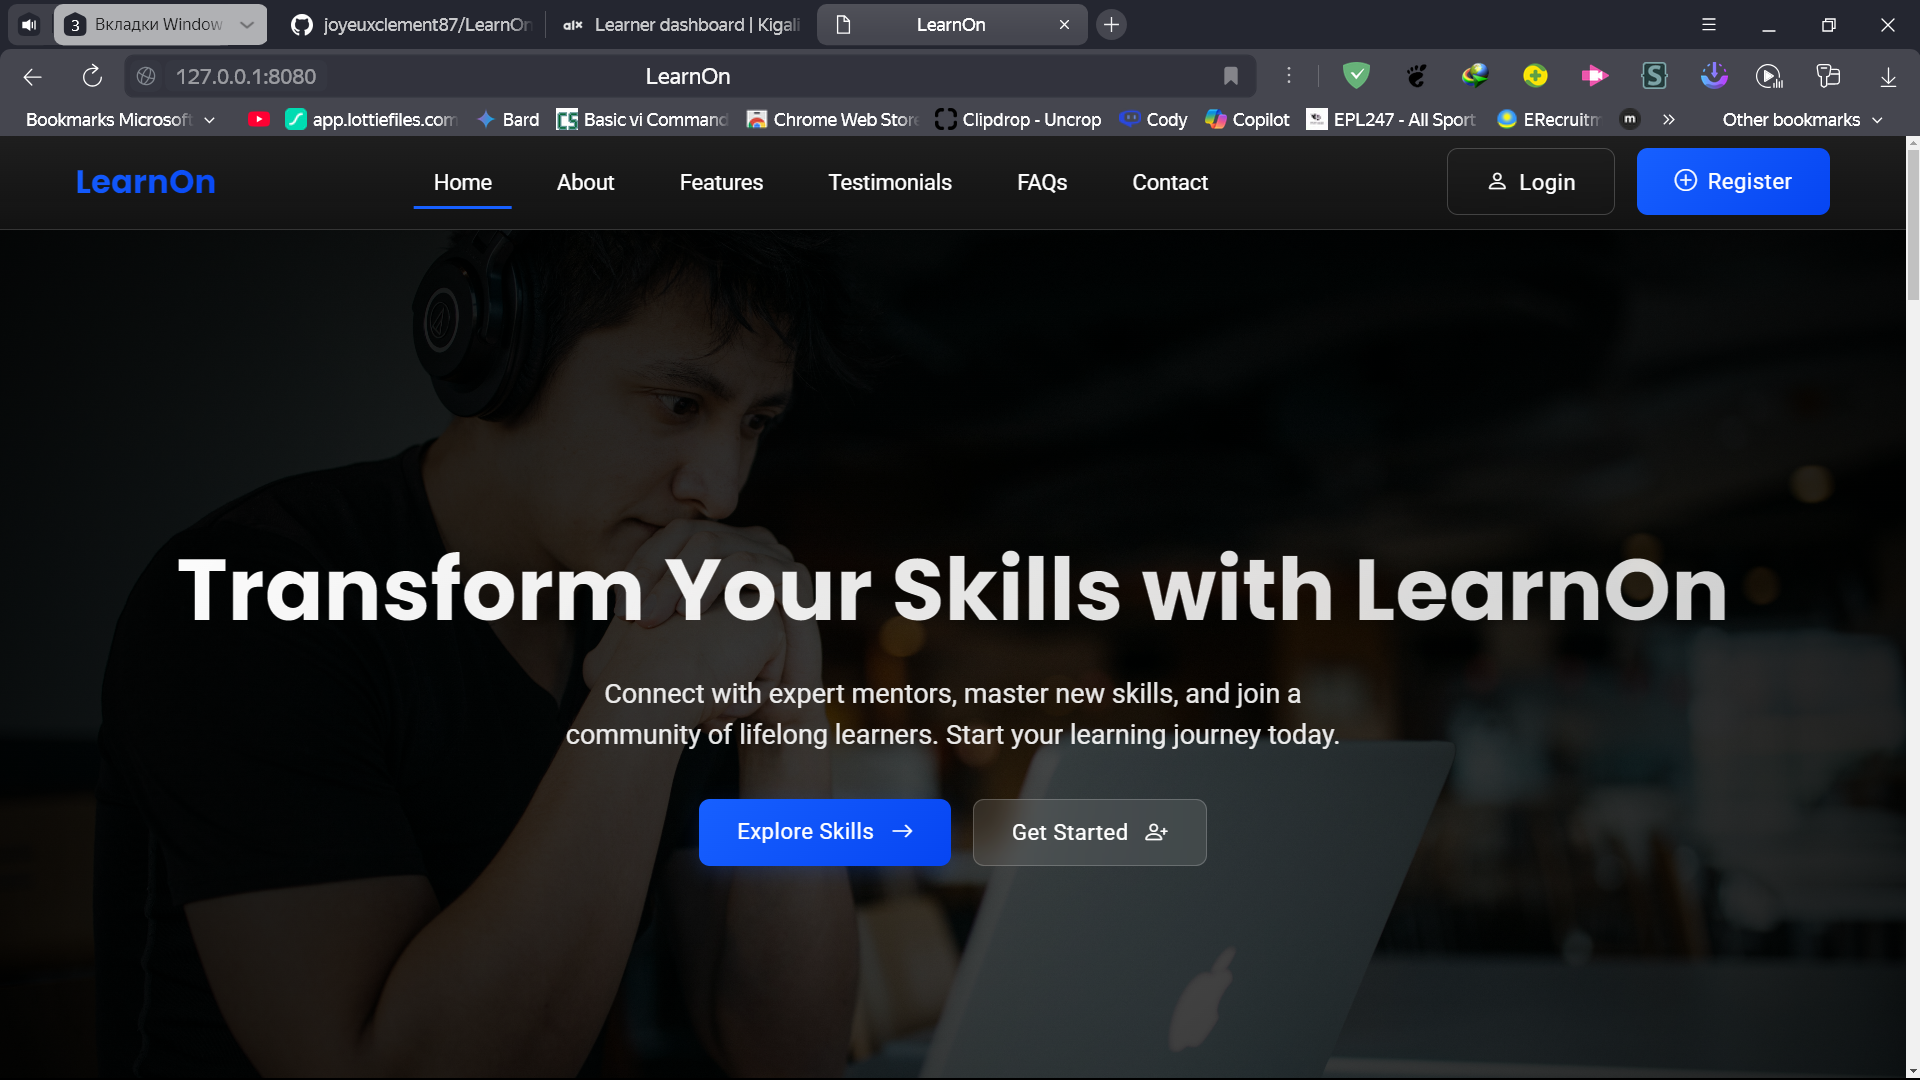 3 Вкладки Window
joyeuxclement87/LearnOn
alx Learner dashboard | Kigali
LearnOn
127.0.0.1:8080
LearnOn
S
Bookmarks Microsoft
app.lottiefiles.com
Bard
CS Basic vi Command
Chrome Web Store
Clipdrop - Uncrop
Cody
Copilot
EPL247 - All Sport
ERecruitm
m
Other bookmarks
LearnOn
Home
About
Features
Testimonials
FAQs
Contact
Login
Register
Transform Your Skills with LearnOn
Connect with expert mentors, master new skills, and join a
community of lifelong learners. Start your learning journey today.
Explore Skills
Get Started